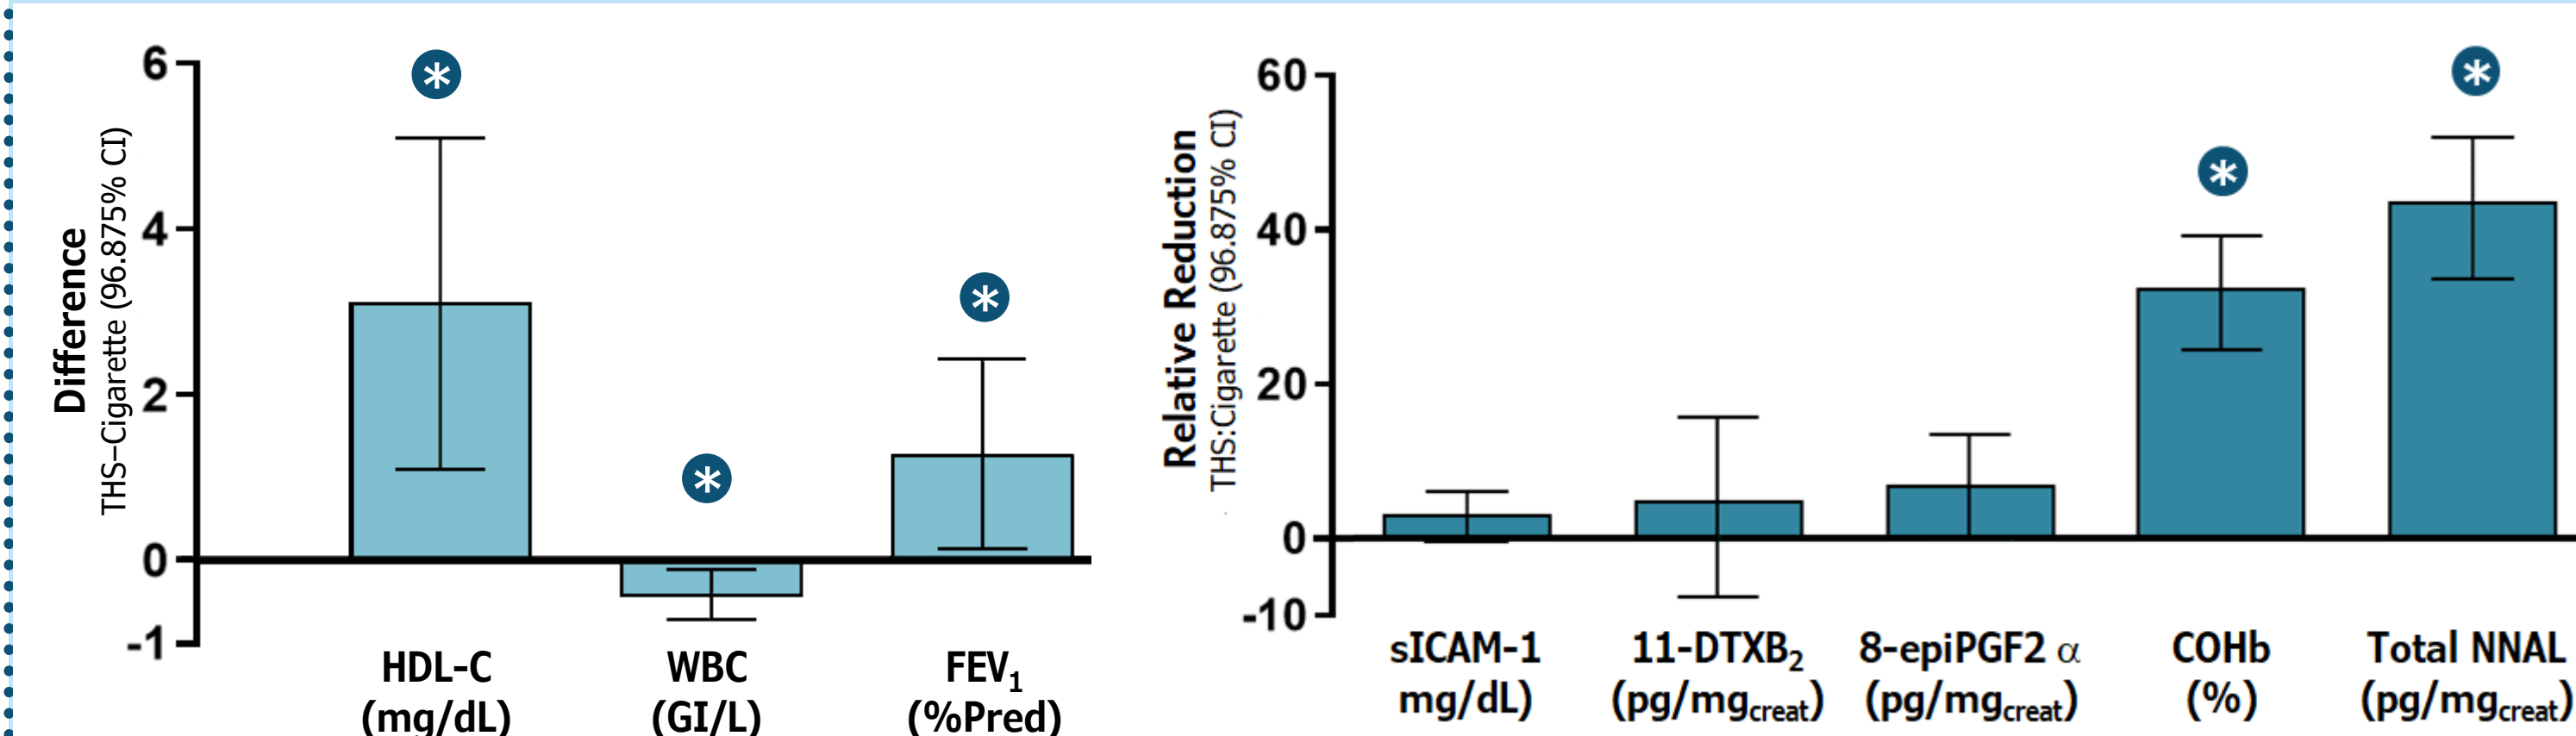 Difference
THS–Cigarette (96.875% CI)
6
4
2
0
-1
*
*
*
HDL-C
(mg/dL)
WBC
(GI/L)
FEV₁
(%Pred)
Relative Reduction
THS:Cigarette (96.875% CI)
60
40
20
0
-10
*
*
sICAM-1
mg/dL)
11-DTXB₂
(pg/mgcreat)
8-epiPGF2 α
(pg/mgcreat)
COHb
(%)
Total NNAL
(pg/mgcreat)